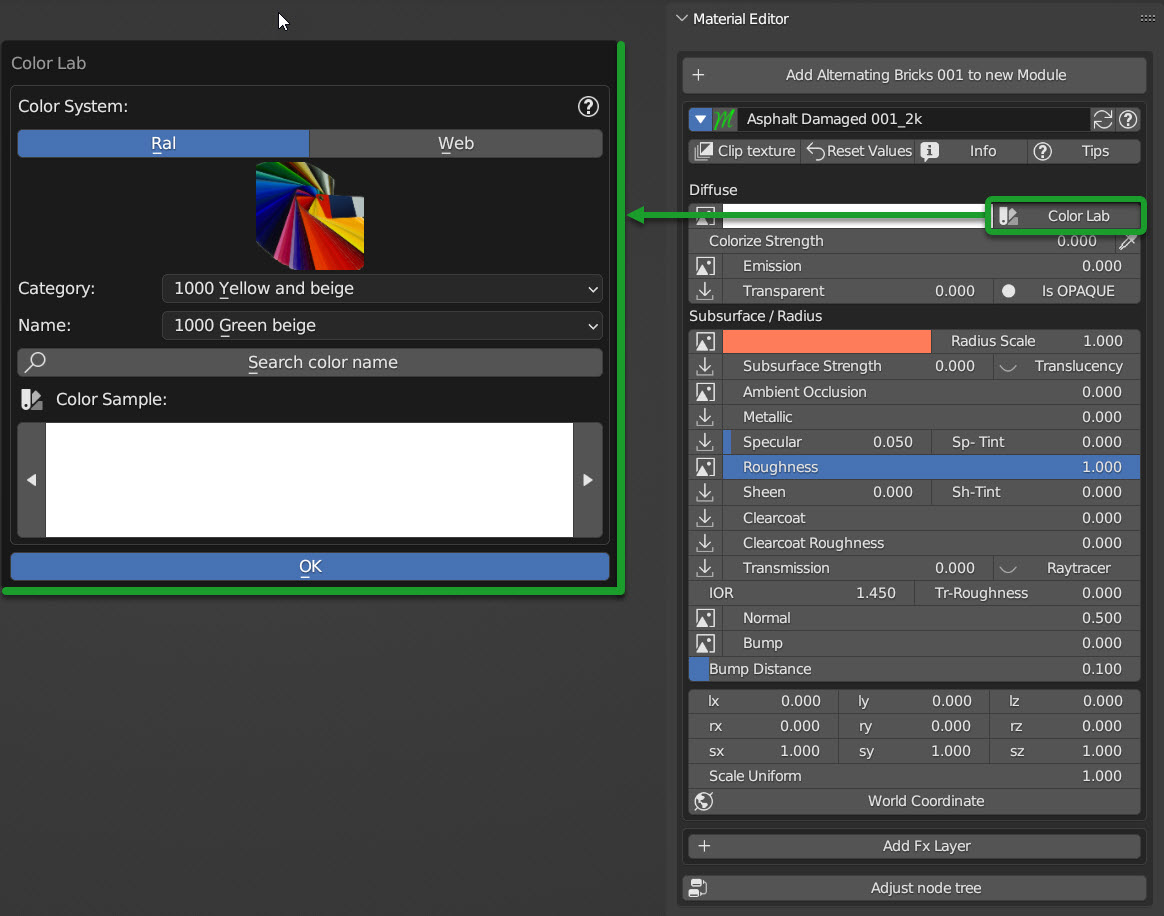 Color Lab
Color System:
Ral Web
Category: 1000 Yellow and beige
Name: 1000 Green beige
Search color name
Color Sample:
OK
Material Editor
Add Alternating Bricks 001 to new Module
Asphalt Damaged 001_2k
Clip texture Reset Values Info Tips
Diffuse
Color Lab
Colorize Strength 0.000
Emission 0.000
Transparent 0.000 Is OPAQUE
Subsurface / Radius
Radius Scale 1.000
Subsurface Strength 0.000 Translucency
Ambient Occlusion 0.000
Metallic 0.000
Specular 0.050 Sp- Tint 0.000
Roughness 1.000
Sheen 0.000 Sh-Tint 0.000
Clearcoat 0.000
Clearcoat Roughness 0.000
Transmission 0.000 Raytracer
IOR 1.450 Tr-Roughness 0.000
Normal 0.500
Bump 0.000
Bump Distance 0.100
lx 0.000 ly 0.000 lz 0.000
rx 0.000 ry 0.000 rz 0.000
sx 1.000 sy 1.000 sz 1.000
Scale Uniform 1.000
World Coordinate
Add Fx Layer
Adjust node tree